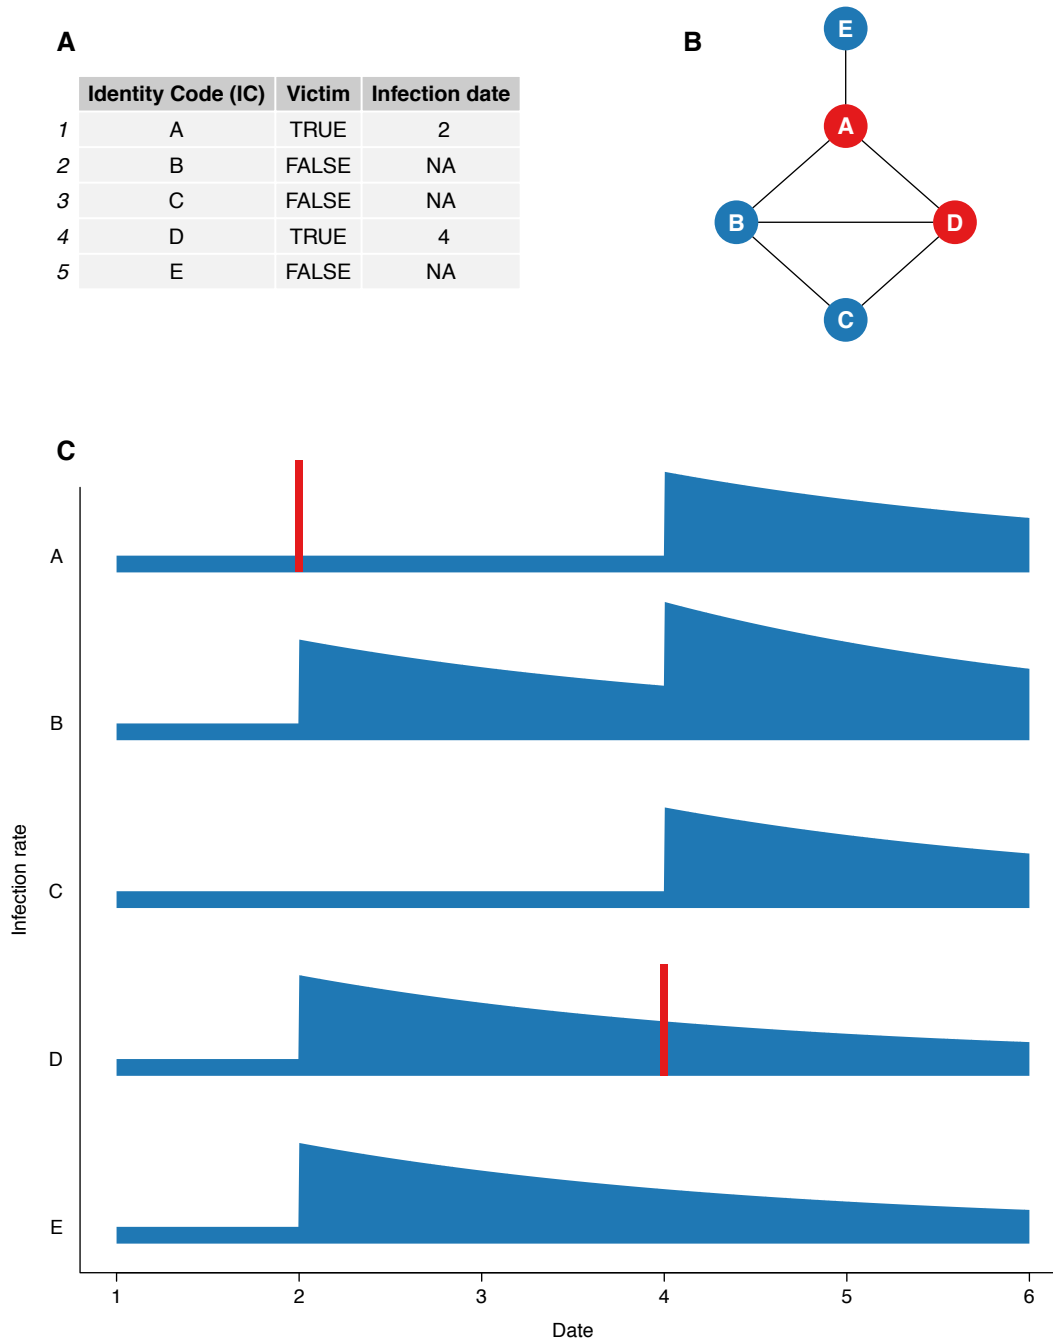 A
Identity Code (IC) Victim Infection date
1 A TRUE 2
2 B FALSE NA
3 C FALSE NA
4 D TRUE 4
5 E FALSE NA
B
E
A
B D
C
C
A
B
C
D
E
Infection rate
1 2 3 4 5 6
Date